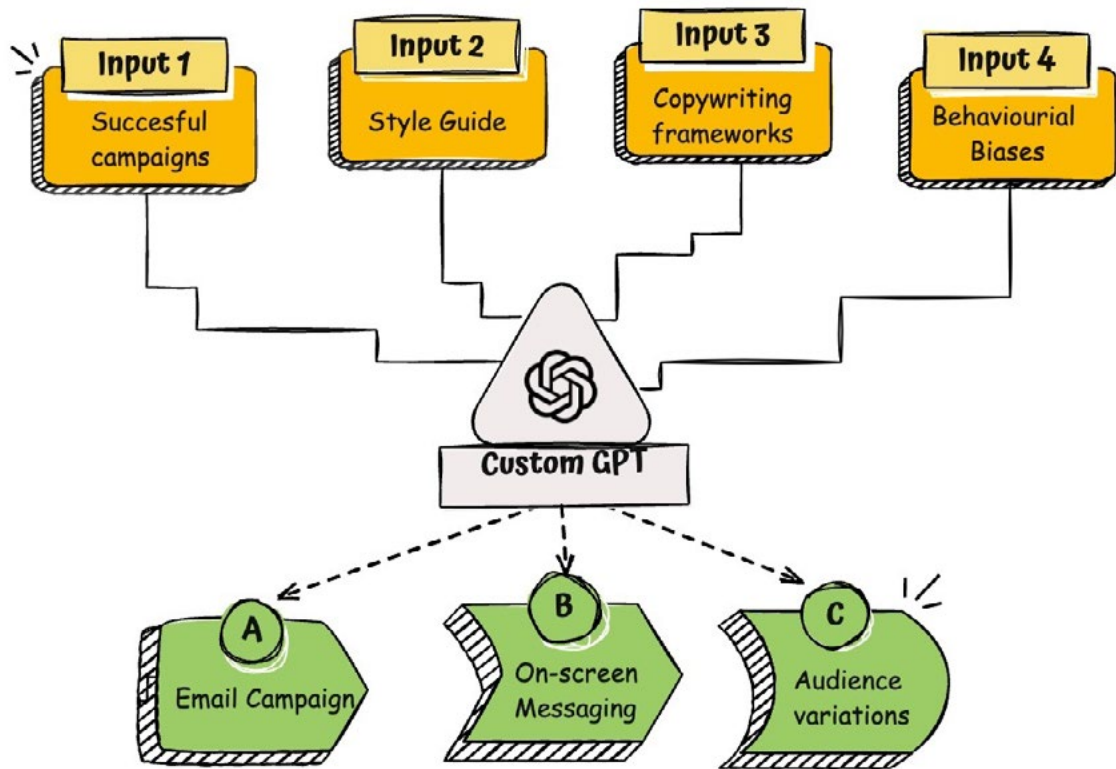 Input 1
Succesful
campaigns
Input 2
Style Guide
Input 3
Copywriting
frameworks
Input 4
Behaviourial
Biases
Custom GPT
A
Email Campaign
B
On-screen
Messaging
C
Audience
variations